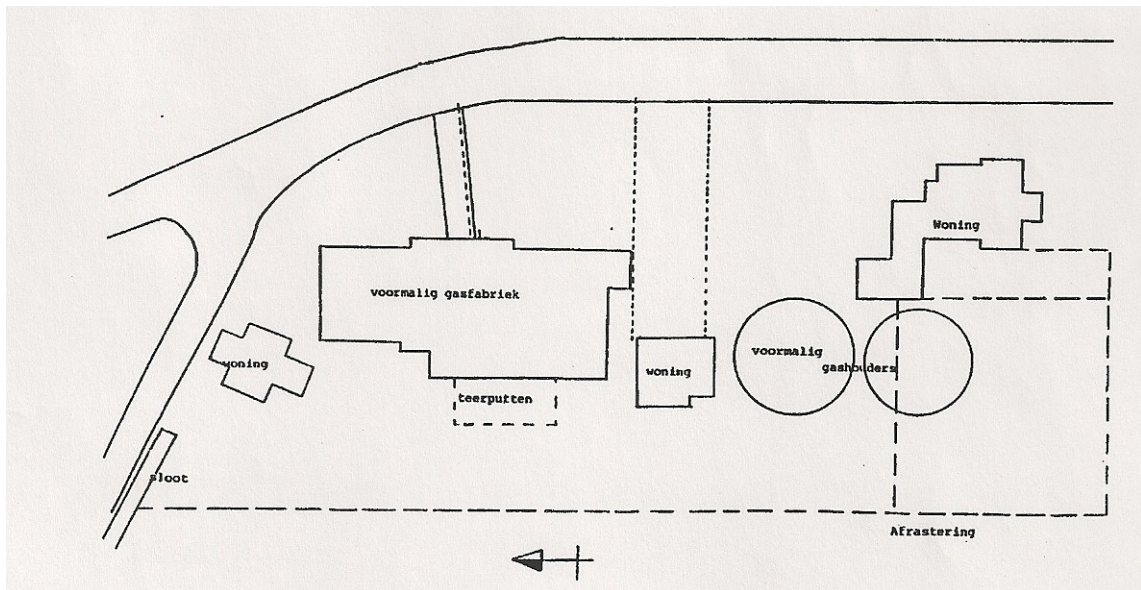 Woning
voormalig gasfabriek
voormalig
gashouders
woning
woning
teerputten
sloot
Afrastering